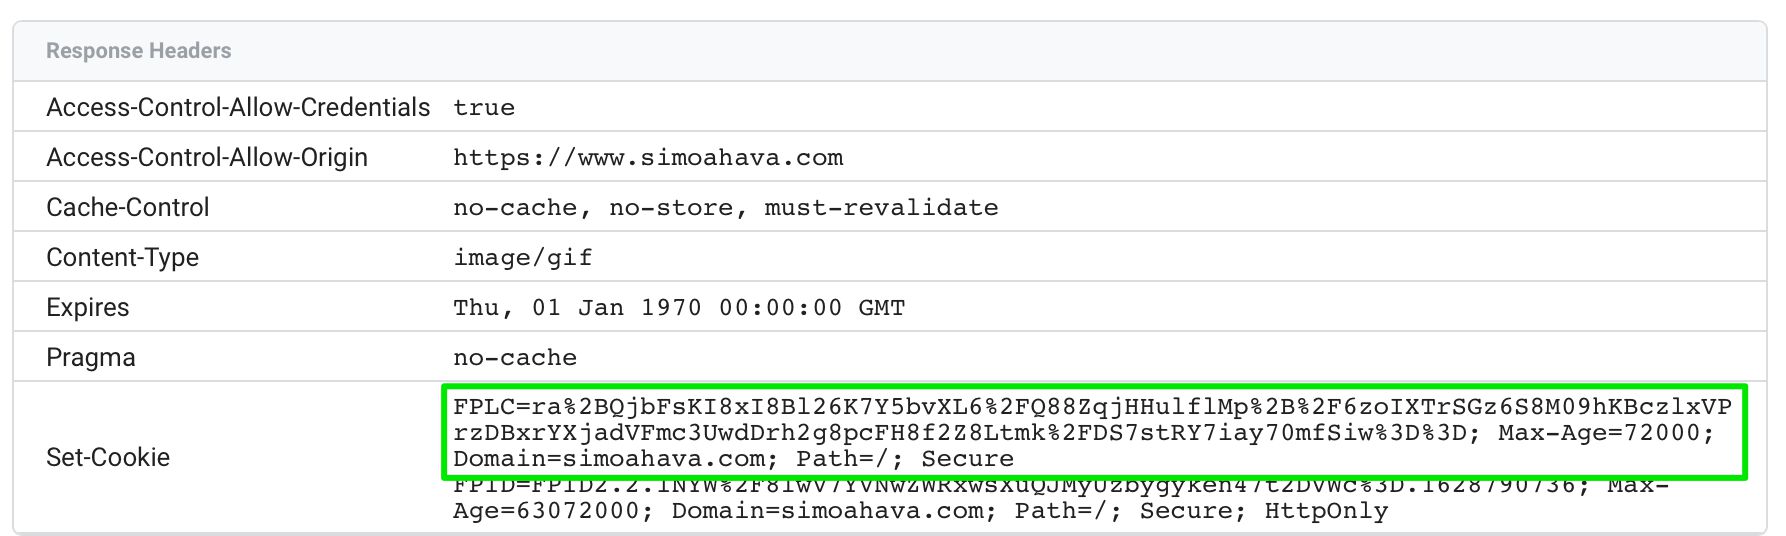 Response Headers
Access-Control-Allow-Credentials true
Access-Control-Allow-Origin https://www.simoahava.com
Cache-Control no-cache, no-store, must-revalidate
Content-Type image/gif
Expires Thu, 01 Jan 1970 00:00:00 GMT
Pragma no-cache
Set-Cookie
FPLC=ra%2BQjbFsKI8xI8Bl26K7Y5bvXL6%2FQ88ZqjHHulflMp%2B%2F6zoIXTrSGz6S8M09hKBczlxVP
rzDBxrYXjadVFmc3UwdDrh2g8pcFH8f2Z8Ltmk%2FDS7stRY7iay70mfSiw%3D%3D; Max-Age=72000;
Domain=simoahava.com; Path=/; Secure
Max-
Age=63072000; Domain=simoahava.com; Path=/; Secure; HttpOnly